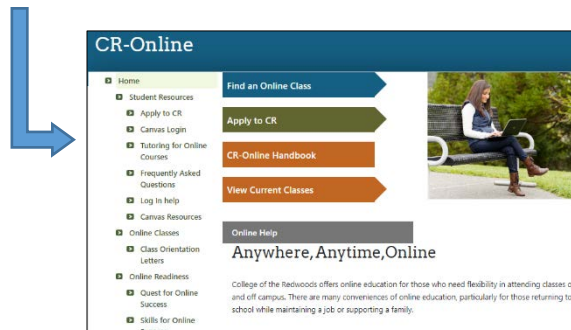 CR-Online
Home
Student Resources
Apply to CR
Canvas Login
Tutoring for Online
Courses
Frequently Asked
Questions
Log In help
Canvas Resources
Online Classes
Class Orientation
Letters
Online Readiness
Quest for Online
Success
Skills for Online
Find an Online Class
Apply to CR
CR-Online Handbook
View Current Classes
Online Help
Anywhere,Anytime,Online
College of the Redwoods offers online education for those who need flexibility in attending classes
and off campus. There are many conveniences of online education, particularly for those returning to
school while maintaining a job or supporting a family.